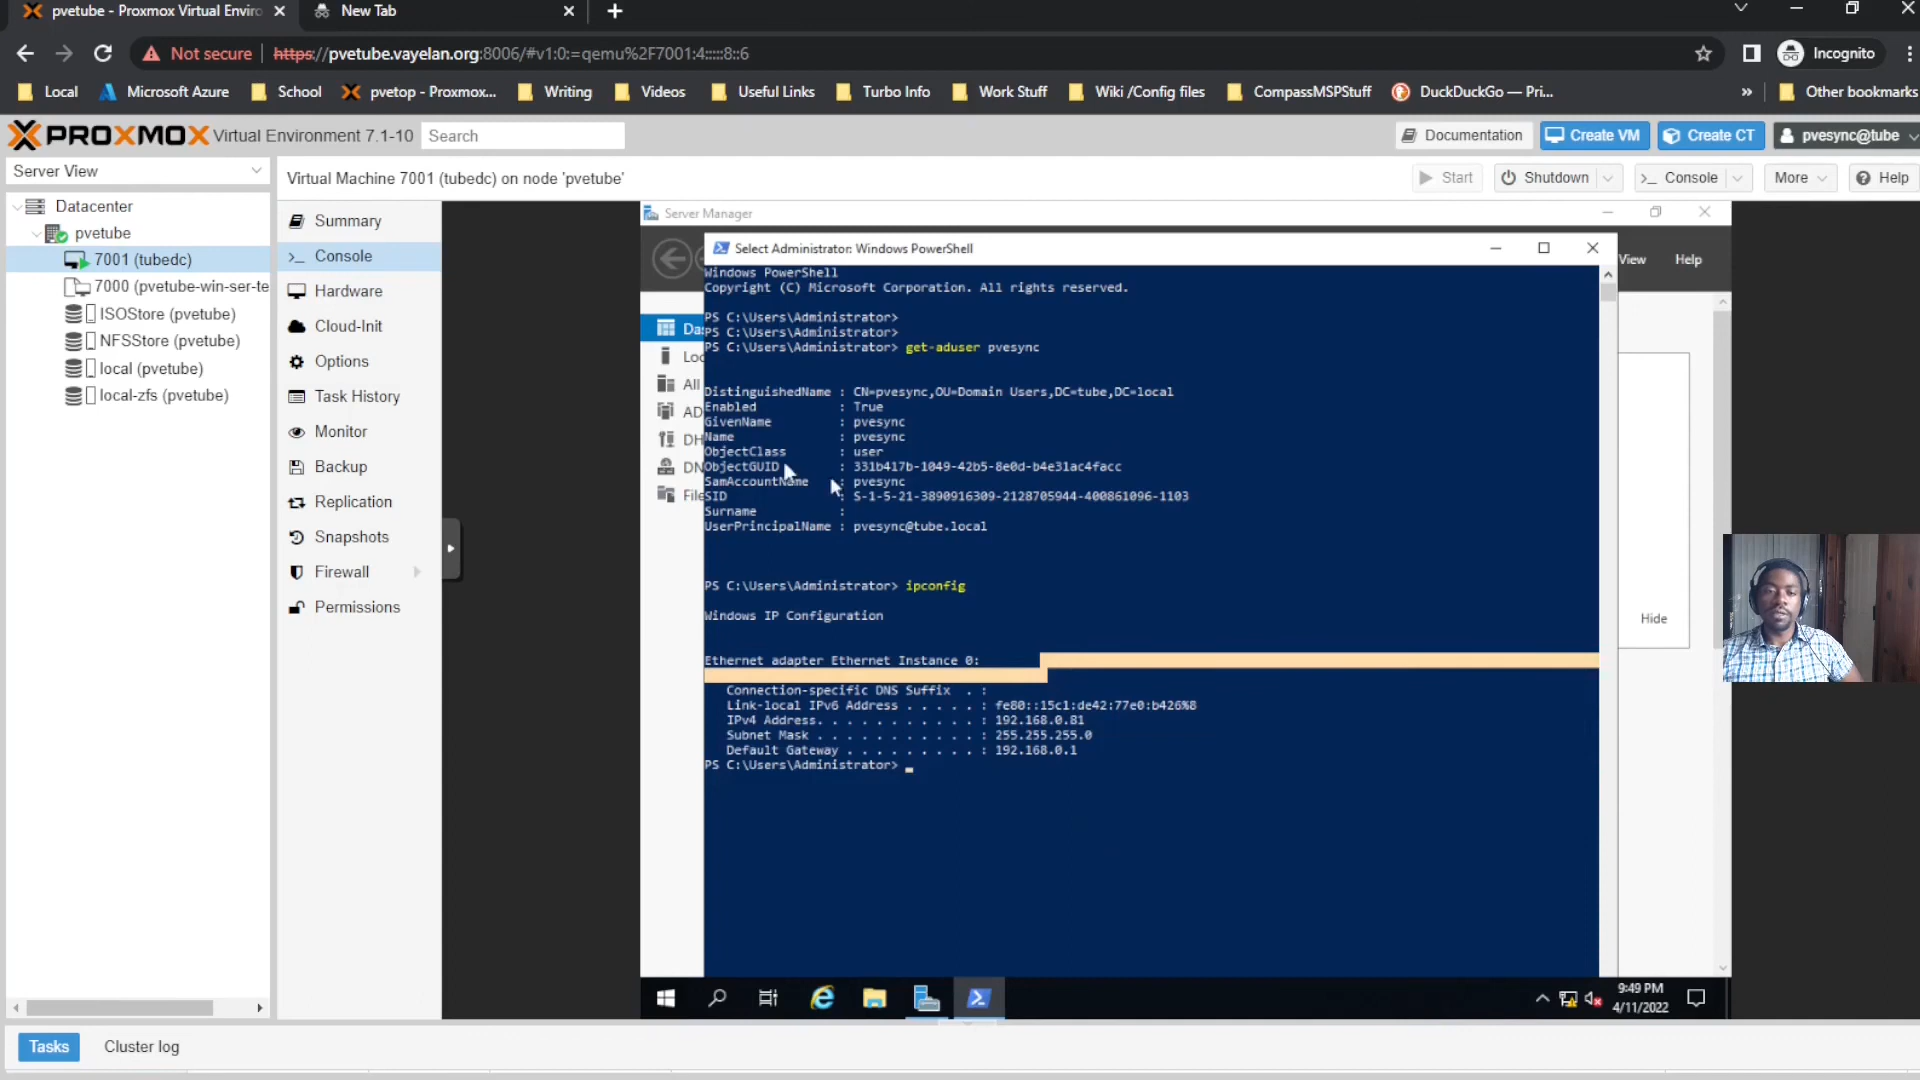 pvetube - Proxmox Virtual Enviro
New Tab
Not secure
https://pvetube.vayelan.org:8006/#v1:0:=qemu%2F7001:4:::::8::6
Incognito
Local
Microsoft Azure
School
pvetop - Proxmox...
Writing
Videos
Useful Links
Turbo Info
Work Stuff
Wiki /Config files
CompassMSPStuff
DuckDuckGo — Pri...
»
Other bookmarks
PROXMOX Virtual Environment 7.1-10
Search
Documentation
Create VM
Create CT
pvesync@tube
Server View
Virtual Machine 7001 (tubedc) on node 'pvetube'
Start
Shutdown
Console
More
Help
Datacenter
pvetube
7001 (tubedc)
7000 (pvetube-win-ser-te
ISOStore (pvetube)
NFSStore (pvetube)
local (pvetube)
local-zfs (pvetube)
Summary
Console
Hardware
Cloud-Init
Options
Task History
Monitor
Backup
Replication
Snapshots
Firewall
Permissions
Server Manager
View
Help
Das
Loc
All
AD
DH
DN
File
Hide
Select Administrator: Windows PowerShell
Windows PowerShell
Copyright (C) Microsoft Corporation. All rights reserved.
PS C:\Users\Administrator>
PS C:\Users\Administrator>
PS C:\Users\Administrator> get-aduser pvesync
DistinguishedName : CN=pvesync,OU=Domain Users,DC=tube,DC=local
Enabled : True
GivenName : pvesync
Name : pvesync
ObjectClass : user
ObjectGUID : 331b417b-1049-42b5-8e0d-b4e31ac4facc
SamAccountName : pvesync
SID : S-1-5-21-3890916309-2128705944-400861096-1103
Surname :
UserPrincipalName : pvesync@tube.local
PS C:\Users\Administrator> ipconfig
Windows IP Configuration
Ethernet adapter Ethernet Instance 0:
Connection-specific DNS Suffix . :
Link-local IPv6 Address . . . . . : fe80::15c1:de42:77e0:b426%8
IPv4 Address. . . . . . . . . . . : 192.168.0.81
Subnet Mask . . . . . . . . . . . : 255.255.255.0
Default Gateway . . . . . . . . . : 192.168.0.1
PS C:\Users\Administrator> _
9:49 PM
4/11/2022
Tasks
Cluster log